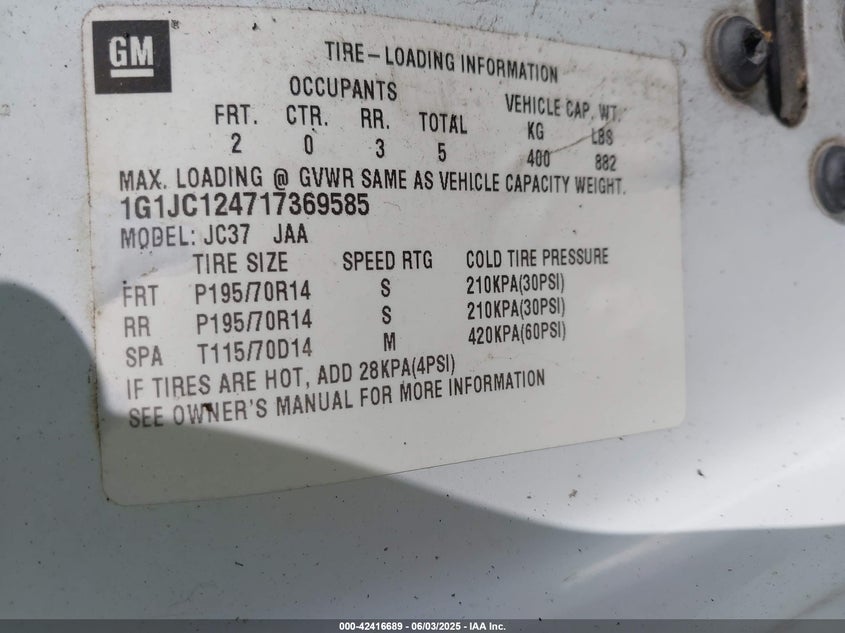 GM
TIRE-LOADING INFORMATION
OCCUPANTS VEHICLE CAP. WT.
FRT. CTR. RR. TOTAL KG LBS
2 0 3 5 400 882
MAX. LOADING @ GVWR SAME AS VEHICLE CAPACITY WEIGHT.
1G1JC124717369585
MODEL: JC37 JAA
TIRE SIZE SPEED RTG COLD TIRE PRESSURE
FRT P195/70R14 S 210KPA(30PSI)
RR P195/70R14 S 210KPA(30PSI)
SPA T115/70D14 M 420KPA(60PSI)
IF TIRES ARE HOT, ADD 28KPA(4PSI)
SEE OWNER'S MANUAL FOR MORE INFORMATION
000-42416689 - 06/03/2025 - IAA Inc.